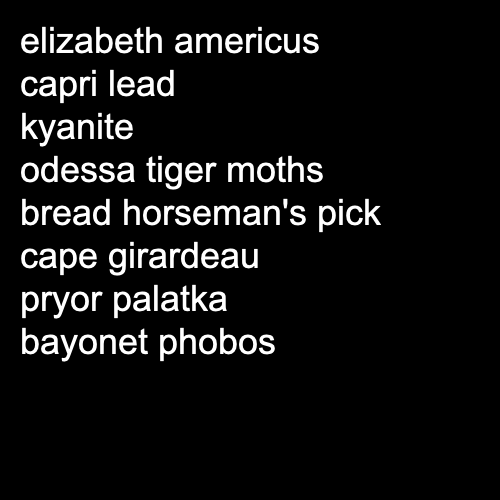 elizabeth americus
capri lead
kyanite
odessa tiger moths
bread horseman's pick
cape girardeau
pryor palatka
bayonet phobos